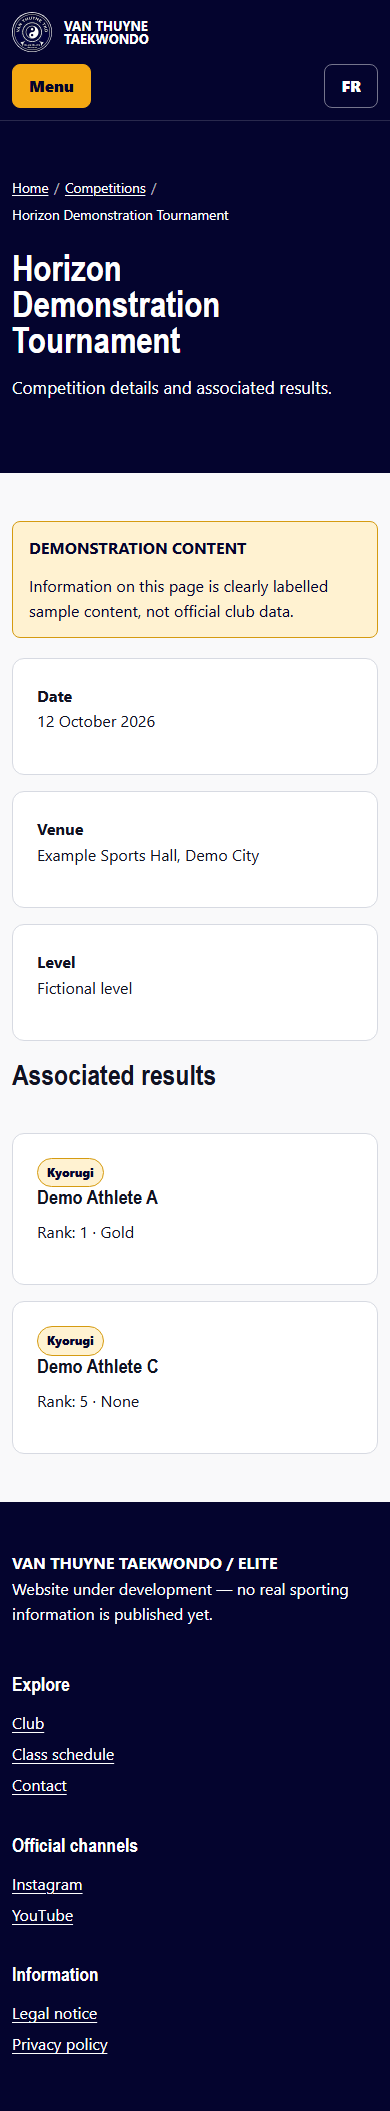 VAN THUYNE
TAEKWONDO
Menu
FR
Home / Competitions /
Horizon Demonstration Tournament
Horizon
Demonstration
Tournament
Competition details and associated results.
DEMONSTRATION CONTENT
Information on this page is clearly labelled
sample content, not official club data.
Date
12 October 2026
Venue
Example Sports Hall, Demo City
Level
Fictional level
Associated results
Kyorugi
Demo Athlete A
Rank: 1 · Gold
Kyorugi
Demo Athlete C
Rank: 5 · None
VAN THUYNE TAEKWONDO / ELITE
Website under development — no real sporting
information is published yet.
Explore
Club
Class schedule
Contact
Official channels
Instagram
YouTube
Information
Legal notice
Privacy policy